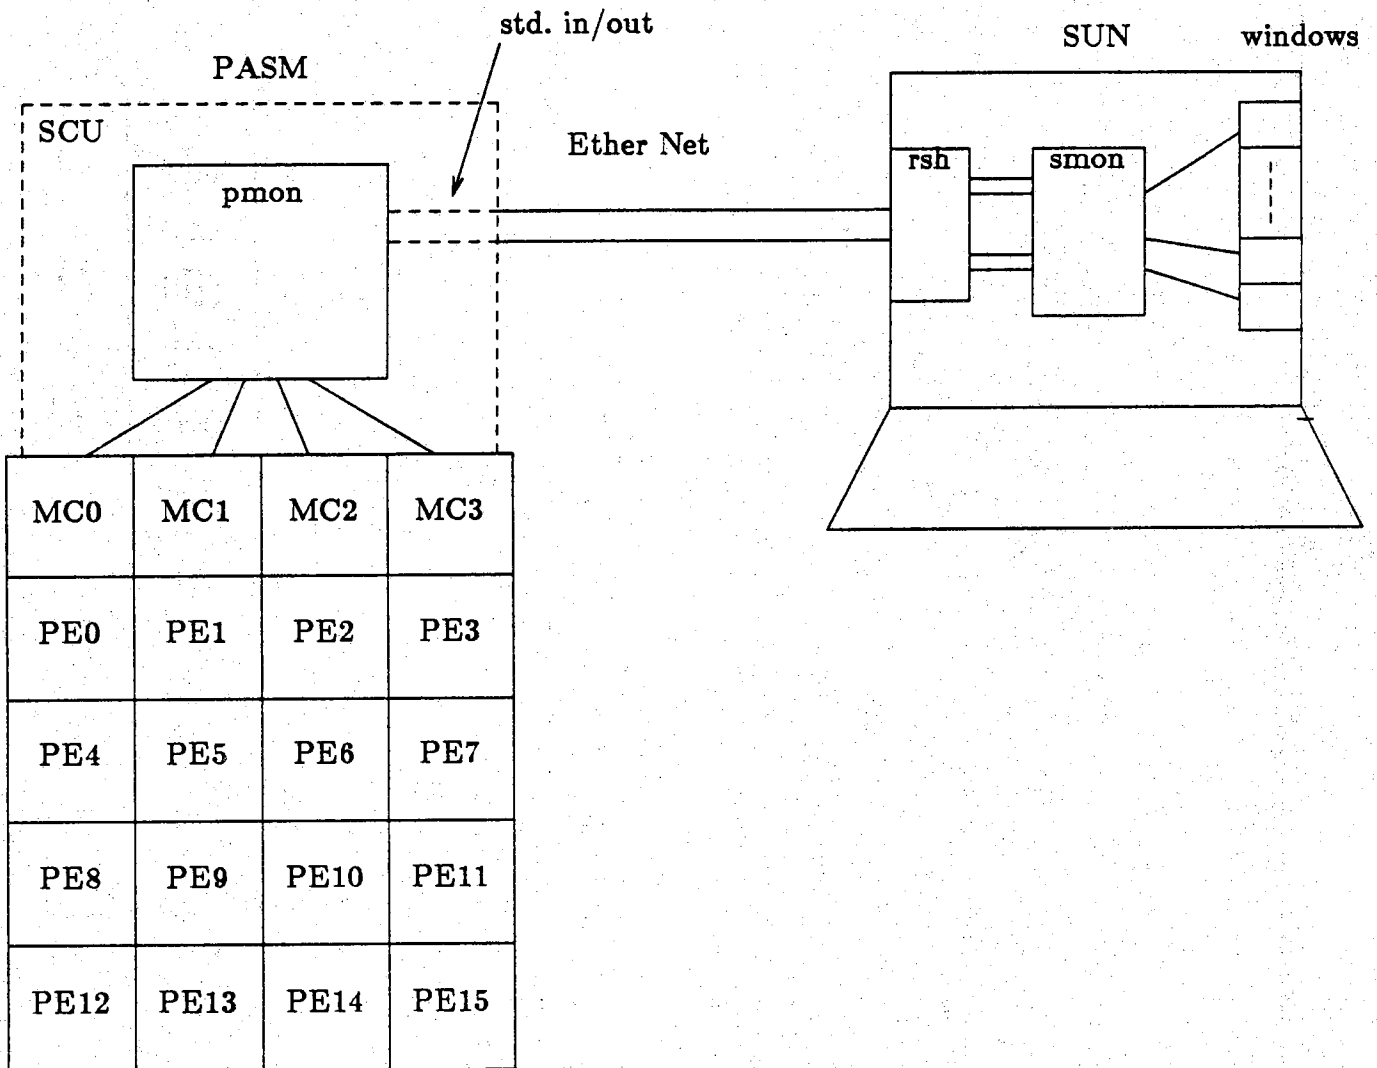 std. in/out
SUN
windows
PASM
SCU
Ether Net
rsh
smon
pmon
MC0 MC1 MC2 MC3
PE0 PE1 PE2 PE3
PE4 PE5 PE6 PE7
PE8 PE9 PE10 PE11
PE12 PE13 PE14 PE15